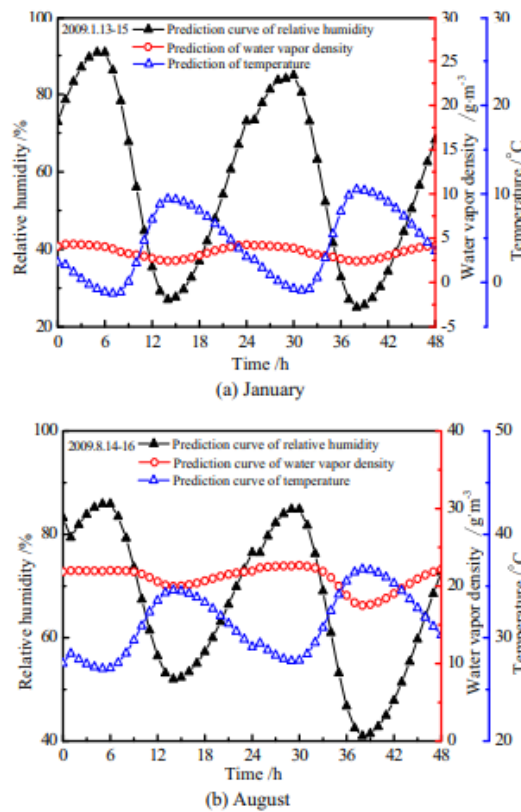 2009.1.13-15
Prediction curve of relative humidity
Prediction of water vapor density
Prediction of temperature
Relative humidity /%
100
80
60
40
20
Water vapor density /g·m-3
30
25
20
15
10
5
0
-5
Temperature /°C
30
20
10
0
0 6 12 18 24 30 36 42 48
Time /h
(a) January
2009.8.14-16
Prediction curve of relative humidity
Prediction curve of water vapor density
Prediction curve of temperature
Relative humidity /%
100
80
60
40
Water vapor density /g·m-3
40
30
20
10
0
Temperature /°C
50
40
30
20
0 6 12 18 24 30 36 42 48
Time /h
(b) August